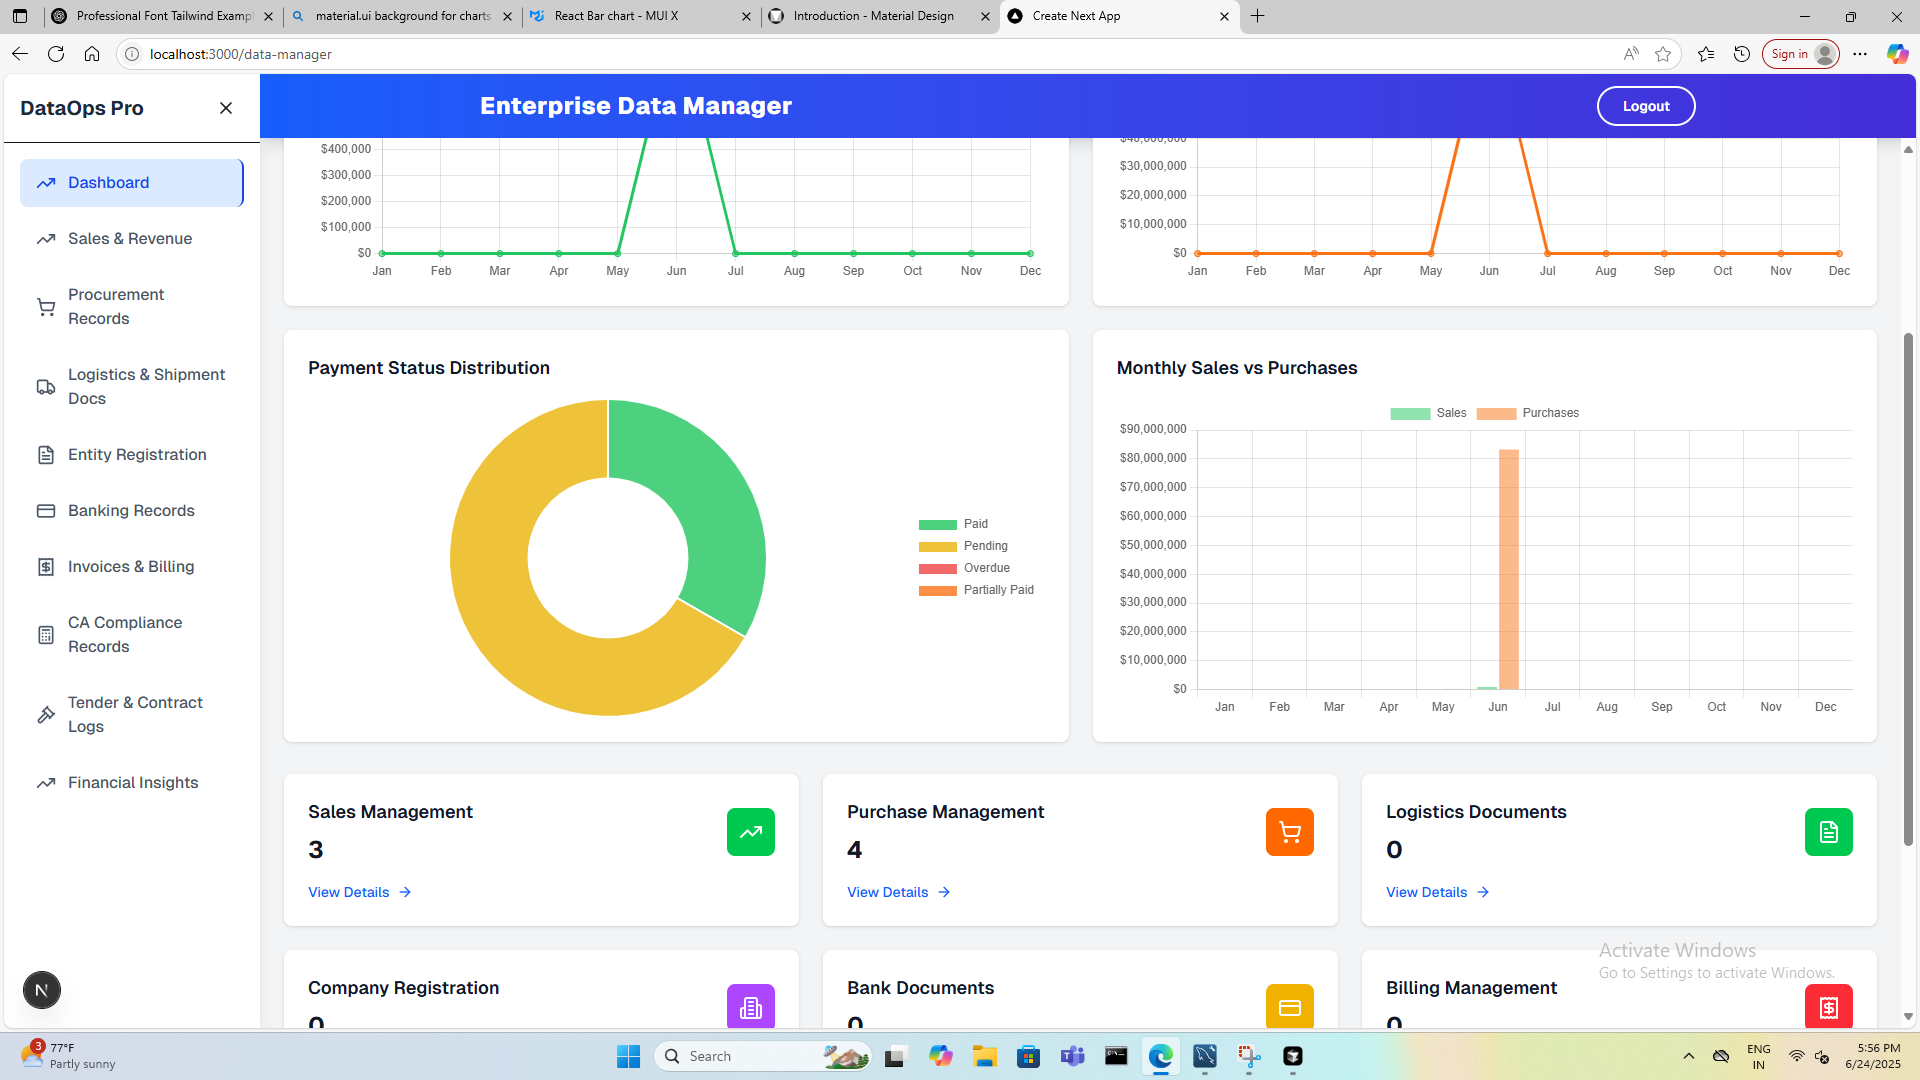 Professional Font Tailwind Exampl
material.ui background for charts
React Bar chart - MUI X
Introduction - Material Design
Create Next App
localhost:3000/data-manager
Sign in
DataOps Pro
Enterprise Data Manager
Logout
Dashboard
Sales & Revenue
Procurement
Records
Logistics & Shipment
Docs
Entity Registration
Banking Records
Invoices & Billing
CA Compliance
Records
Tender & Contract
Logs
Financial Insights
N
$400,000
$300,000
$200,000
$100,000
$0
Jan Feb Mar Apr May Jun Jul Aug Sep Oct Nov Dec
$40,000,000
$30,000,000
$20,000,000
$10,000,000
$0
Jan Feb Mar Apr May Jun Jul Aug Sep Oct Nov Dec
Payment Status Distribution
Paid
Pending
Overdue
Partially Paid
Monthly Sales vs Purchases
Sales Purchases
$90,000,000
$80,000,000
$70,000,000
$60,000,000
$50,000,000
$40,000,000
$30,000,000
$20,000,000
$10,000,000
$0
Jan Feb Mar Apr May Jun Jul Aug Sep Oct Nov Dec
Sales Management
3
View Details
Purchase Management
4
View Details
Logistics Documents
0
View Details
Company Registration
0
Bank Documents
0
Billing Management
0
Activate Windows
Go to Settings to activate Windows.
3
77°F
Partly sunny
Search
ENG
IN
5:56 PM
6/24/2025